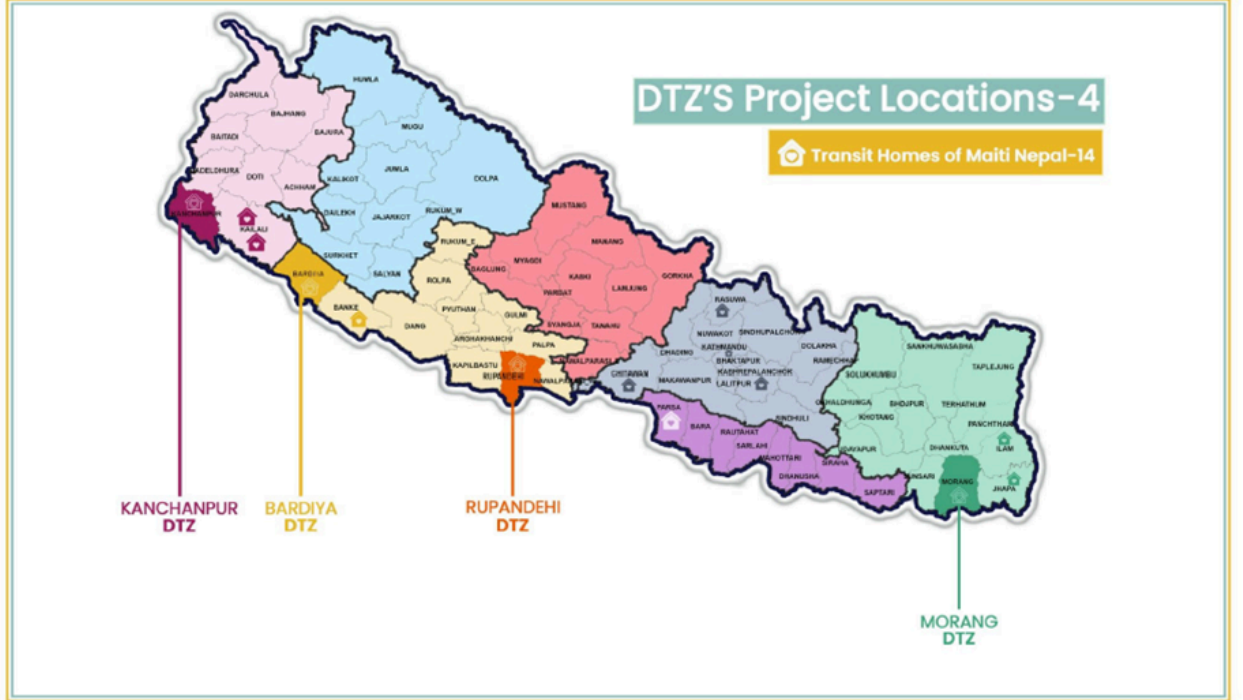 DTZ'S Project Locations-4
Transit Homes of Maiti Nepal-14
HUMLA
DARCHULA
BAJHANG
MUGU
BAJURA
BAITADI
JUMLA
DOTI
KALIKOT
DOLPA
ACHHAM
MUSTANG
DAILEKH
JAJARKOT
RUKUM_W
KANCHANPUR
KAILALI
RUKUM_E
MANANG
SURKHET
MYAGDI
BAGLUNG
BARDIYA
SALYAN
ROLPA
KASKI
GORKHA
LAMJUNG
PARBAT
BANKE
PYUTHAN
GULMI
RASUWA
DANG
SYANGJA
TANAHU
NUWAKOT
SINDHUPALCHOK
ARGHAKHANCHI
PALPA
KATHMANDU
DOLAKHA
SANKHUWASABHA
DHADING
BHAKTAPUR
RAMECHHAP
KAPILBASTU
RUPANDEHI
TAPLEJUNG
CHITAWAN
MAKAWANPUR
LALITPUR
SOLUKHUMBU
PARSA
BHOJPUR
TERHATHUM
KHOTANG
SINDHULI
BARA
RAUTAHAT
SARLAHI
MAHOTTARI
DHANUSHA
SIRAHA
SAPTARI
DHANKUTA
ILAM
MORANG
JHAPA
KANCHANPUR
DTZ
BARDIYA
DTZ
RUPANDEHI
DTZ
MORANG
DTZ